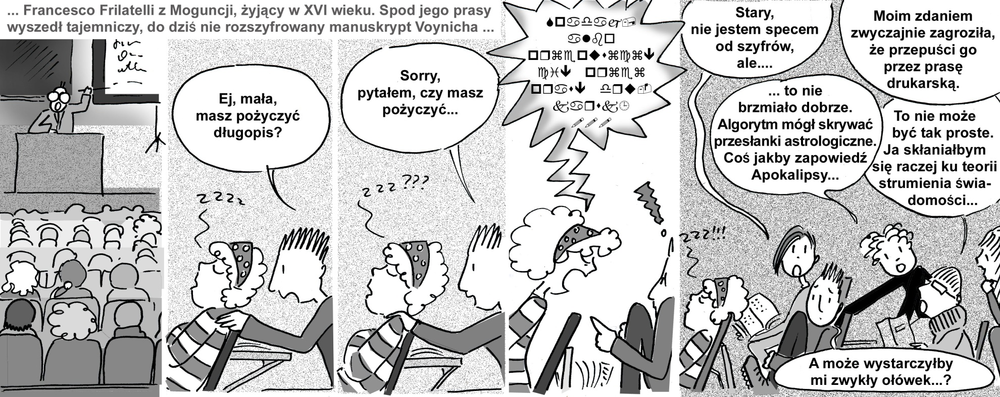 ... Francesco Frilatelli z Moguncji, żyjący w XVI wieku. Spod jego prasy
wyszedł tajemniczy, do dziś nie rozszyfrowany manuskrypt Voynicha ...
Ej, mała,
masz pożyczyć
długopis?
zzzz
Sorry,
pytałem, czy masz
pożyczyć...
zzz???
Stary,
nie jestem specem
od szyfrów,
ale....
... to nie
brzmiało dobrze.
Algorytm mógł skrywać
przesłanki astrologiczne.
Coś jakby zapowiedź
Apokalipsy...
Moim zdaniem
zwyczajnie zagroziła,
że przepuści go
przez prasę
drukarską.
To nie może
być tak proste.
Ja skłaniałbym
się raczej ku teorii
strumienia świa-
domości...
zzz!!!
A może wystarczyłby
mi zwykły ołówek...?